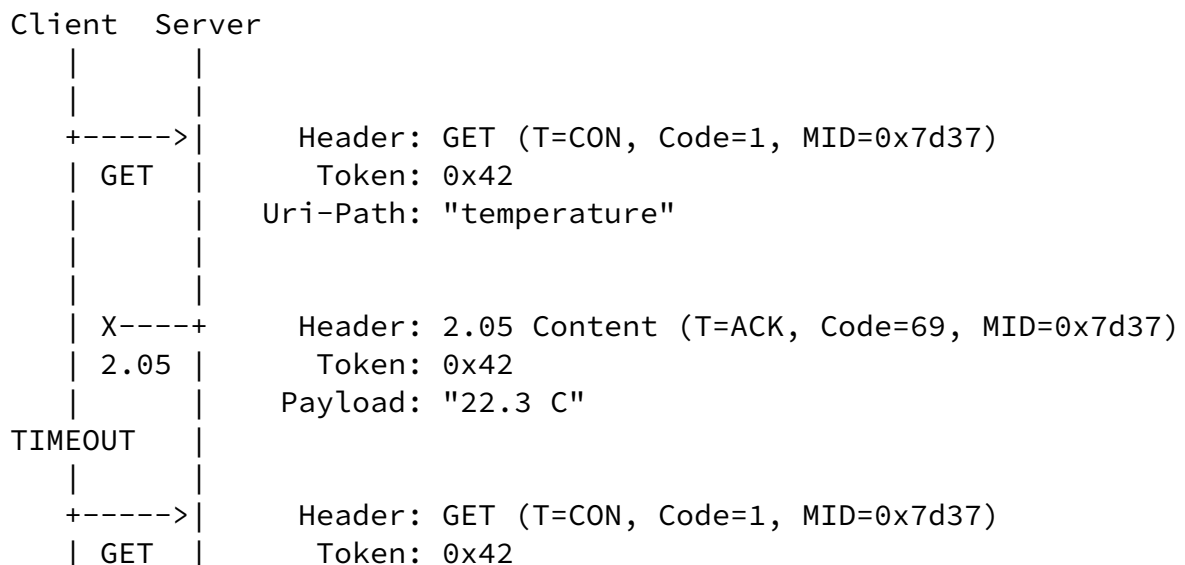 Client  Server
   |      |
   |      |
   +----->|     Header: GET (T=CON, Code=1, MID=0x7d37)
   | GET  |      Token: 0x42
   |      |   Uri-Path: "temperature"
   |      |
   |      |
   | X----+     Header: 2.05 Content (T=ACK, Code=69, MID=0x7d37)
   | 2.05 |      Token: 0x42
   |      |    Payload: "22.3 C"
TIMEOUT   |
   |      |
   +----->|     Header: GET (T=CON, Code=1, MID=0x7d37)
   | GET  |      Token: 0x42